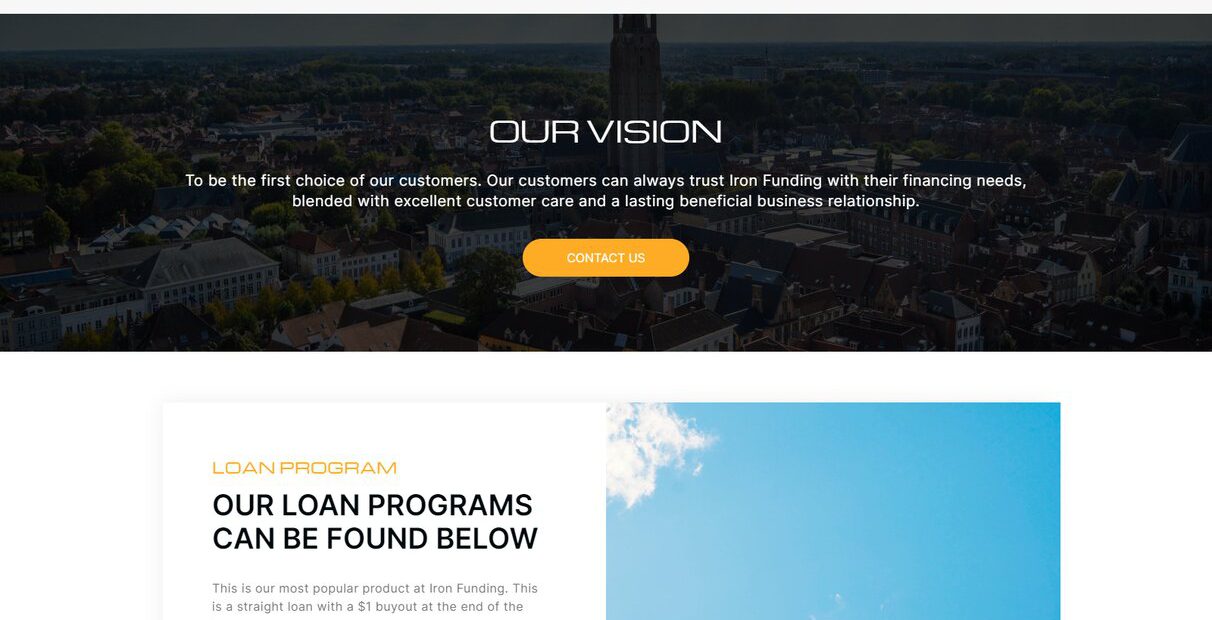 OUR VISION
To be the first choice of our customers. Our customers can always trust Iron Funding with their financing needs,
blended with excellent customer care and a lasting beneficial business relationship.
CONTACT US
LOAN PROGRAM
OUR LOAN PROGRAMS
CAN BE FOUND BELOW
This is our most popular product at Iron Funding. This
is a straight loan with a $1 buyout at the end of the